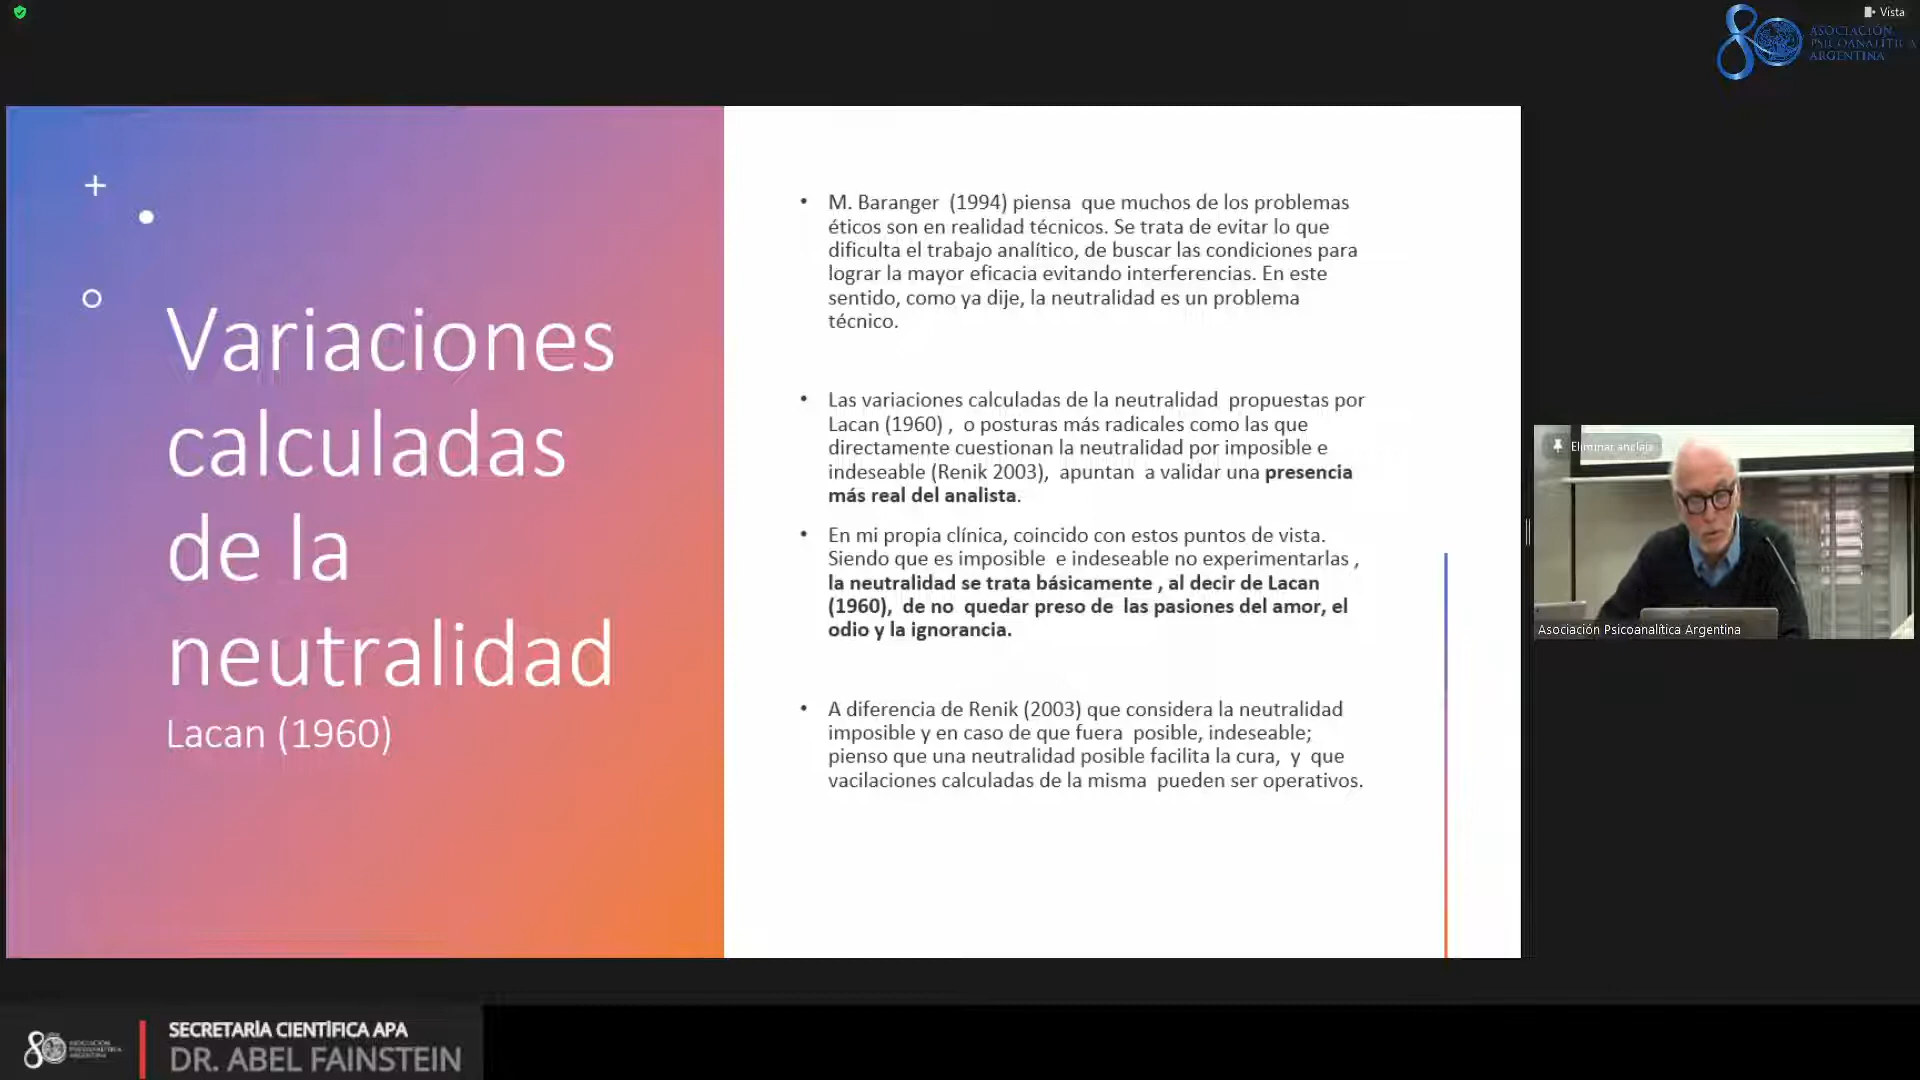 Vista
80 ASOCIACIÓN
PSICOANALÍTICA
ARGENTINA
Variaciones
calculadas
de la
neutralidad
Lacan (1960)
• M. Baranger (1994) piensa que muchos de los problemas
éticos son en realidad técnicos. Se trata de evitar lo que
dificulta el trabajo analítico, de buscar las condiciones para
lograr la mayor eficacia evitando interferencias. En este
sentido, como ya dije, la neutralidad es un problema
técnico.
• Las variaciones calculadas de la neutralidad propuestas por
Lacan (1960) , o posturas más radicales como las que
directamente cuestionan la neutralidad por imposible e
indeseable (Renik 2003), apuntan a validar una presencia
más real del analista.
• En mi propia clínica, coincido con estos puntos de vista.
Siendo que es imposible e indeseable no experimentarlas ,
la neutralidad se trata básicamente , al decir de Lacan
(1960), de no quedar preso de las pasiones del amor, el
odio y la ignorancia.
• A diferencia de Renik (2003) que considera la neutralidad
imposible y en caso de que fuera posible, indeseable;
pienso que una neutralidad posible facilita la cura, y que
vacilaciones calculadas de la misma pueden ser operativos.
Eliminar anclaje
Asociación Psicoanalítica Argentina
80 ASOCIACIÓN
PSICOANALÍTICA
ARGENTINA
SECRETARÍA CIENTÍFICA APA
DR. ABEL FAINSTEIN